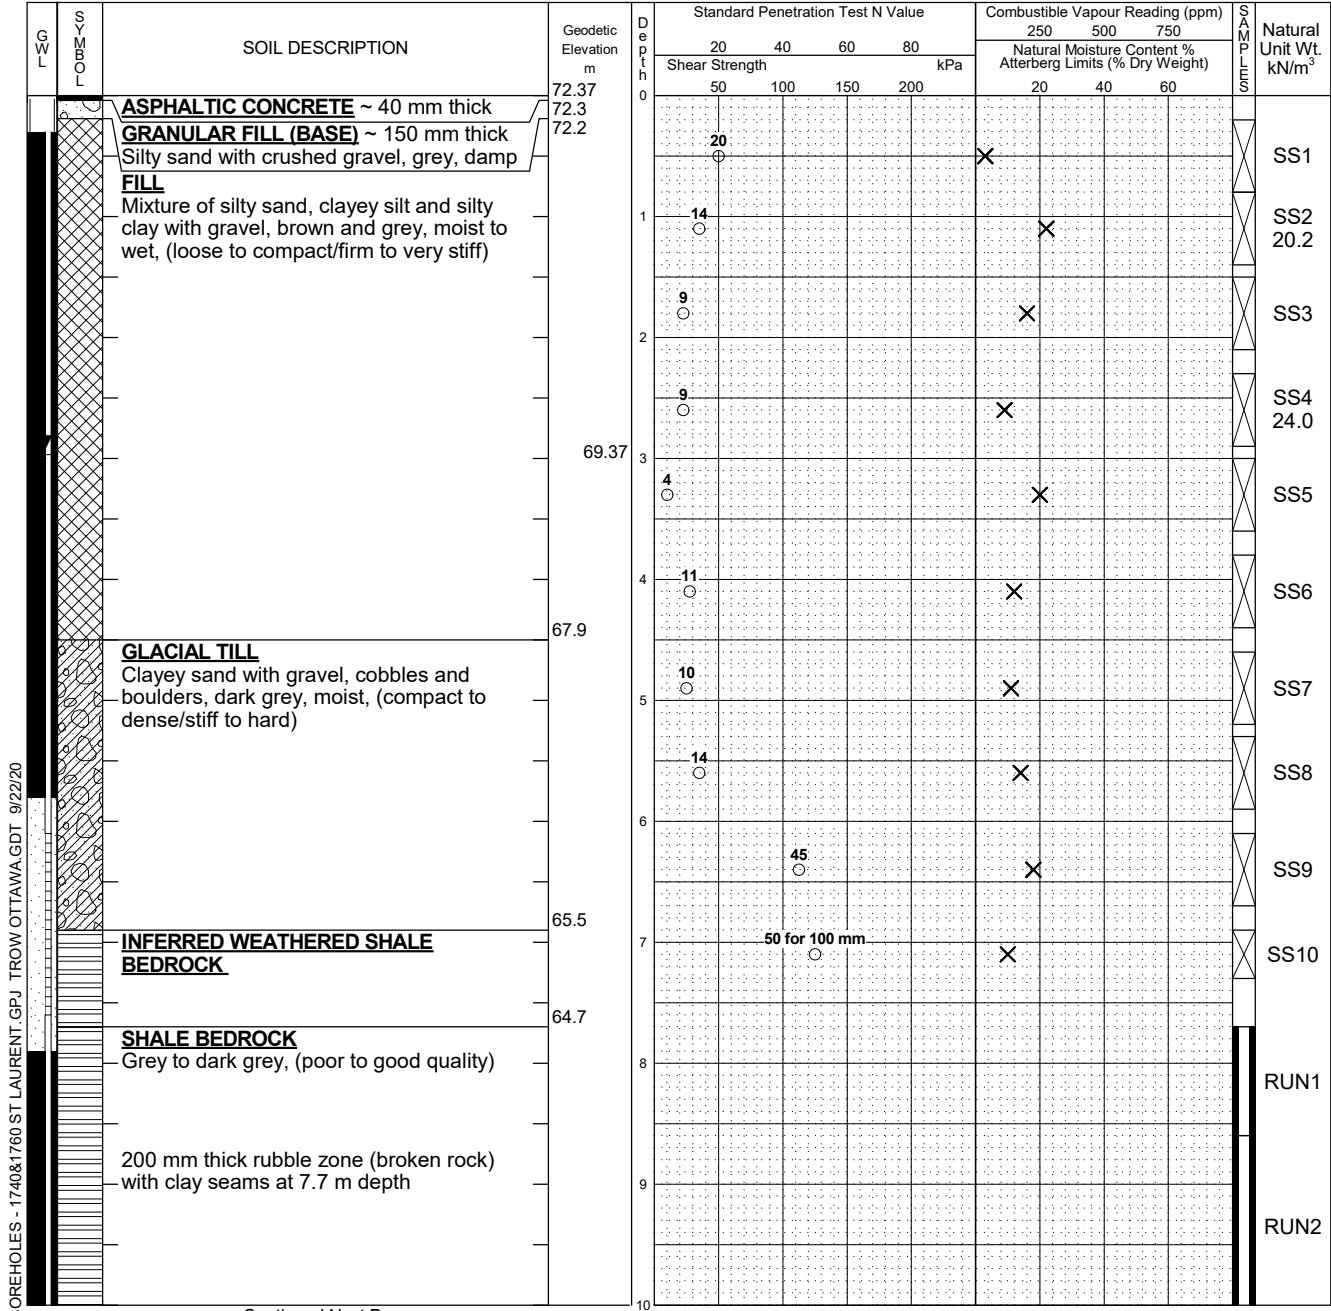 GWL
SYMBOL
SOIL DESCRIPTION
Geodetic
Elevation
m
Depth
Standard Penetration Test N Value
20 40 60 80
Shear Strength kPa
50 100 150 200
Combustible Vapour Reading (ppm)
250 500 750
Natural Moisture Content %
Atterberg Limits (% Dry Weight)
20 40 60
SAMPLES
Natural
Unit Wt.
kN/m³
72.37
0
ASPHALTIC CONCRETE ~ 40 mm thick
72.3
GRANULAR FILL (BASE) ~ 150 mm thick
72.2
Silty sand with crushed gravel, grey, damp
20
SS1
FILL
Mixture of silty sand, clayey silt and silty
clay with gravel, brown and grey, moist to
wet, (loose to compact/firm to very stiff)
1
14
SS2
20.2
9
SS3
2
9
SS4
24.0
69.37
3
4
SS5
4
11
SS6
67.9
GLACIAL TILL
Clayey sand with gravel, cobbles and
boulders, dark grey, moist, (compact to
dense/stiff to hard)
10
SS7
5
14
SS8
6
45
SS9
65.5
INFERRED WEATHERED SHALE
BEDROCK
7
50 for 100 mm
SS10
64.7
SHALE BEDROCK
Grey to dark grey, (poor to good quality)
8
RUN1
200 mm thick rubble zone (broken rock)
with clay seams at 7.7 m depth
9
RUN2
10
OREHOLES - 1740&1760 ST LAURENT.GPJ TROW OTTAWA.GDT 9/22/20